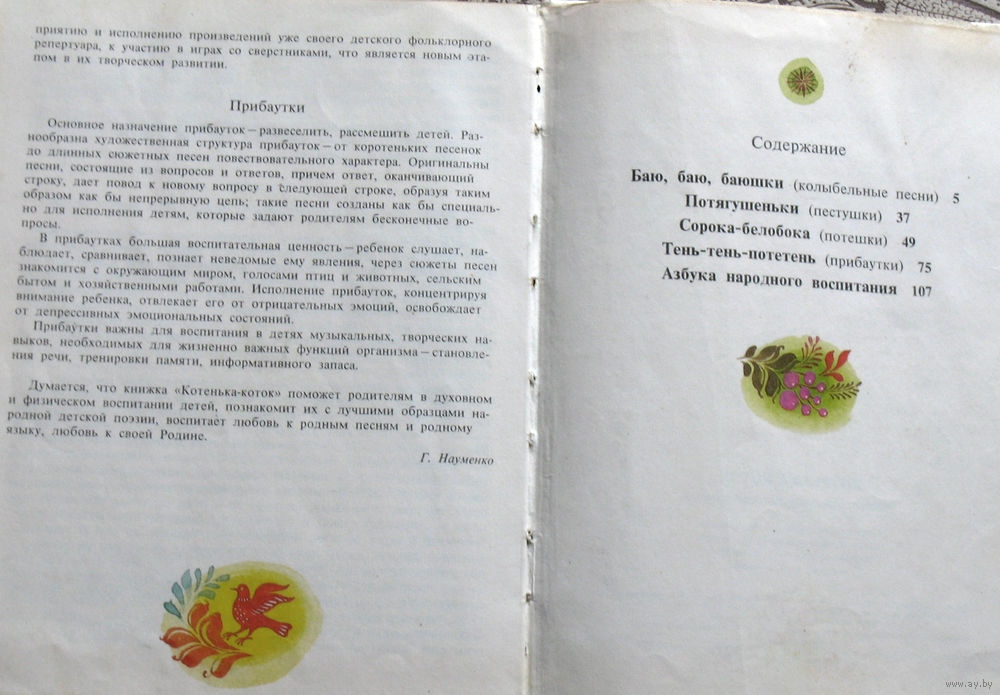 приятию и исполнению произведений уже своего детского фольклорного
репертуара, к участию в играх со сверстниками, что является новым эта-
пом в их творческом развитии.
Прибаутки
Основное назначение прибауток — развеселить, рассмешить детей. Раз-
нообразна художественная структура прибауток — от коротеньких песенок
до длинных сюжетных песен повествовательного характера. Оригинальны
песни, состоящие из вопросов и ответов, причем ответ, оканчивающий
строку, дает повод к новому вопросу в следующей строке, образуя таким
образом как бы непрерывную цепь; такие песни созданы как бы специаль-
но для исполнения детям, которые задают родителям бесконечные во-
просы.
В прибаутках большая воспитательная ценность — ребенок слушает, на-
блюдает, сравнивает, познает неведомые ему явления, через сюжеты песен
знакомится с окружающим миром, голосами птиц и животных, сельским
бытом и хозяйственными работами. Исполнение прибауток, концентрируя
внимание ребенка, отвлекает его от отрицательных эмоций, освобождает
от депрессивных эмоциональных состояний.
Прибаутки важны для воспитания в детях музыкальных, творческих на-
выков, необходимых для жизненно важных функций организма — становле-
ния речи, тренировки памяти, информативного запаса.
Думается, что книжка «Котенька-коток» поможет родителям в духовном
и физическом воспитании детей, познакомит их с лучшими образцами на-
родной детской поэзии, воспитает любовь к родным песням и родному
языку, любовь к своей Родине.
Г. Науменко
Содержание
Баю, баю, баюшки (колыбельные песни) 5
Потягушеньки (пестушки) 37
Сорока-белобока (потешки) 49
Тень-тень-потетень (прибаутки) 75
Азбука народного воспитания 107
www.ay.by